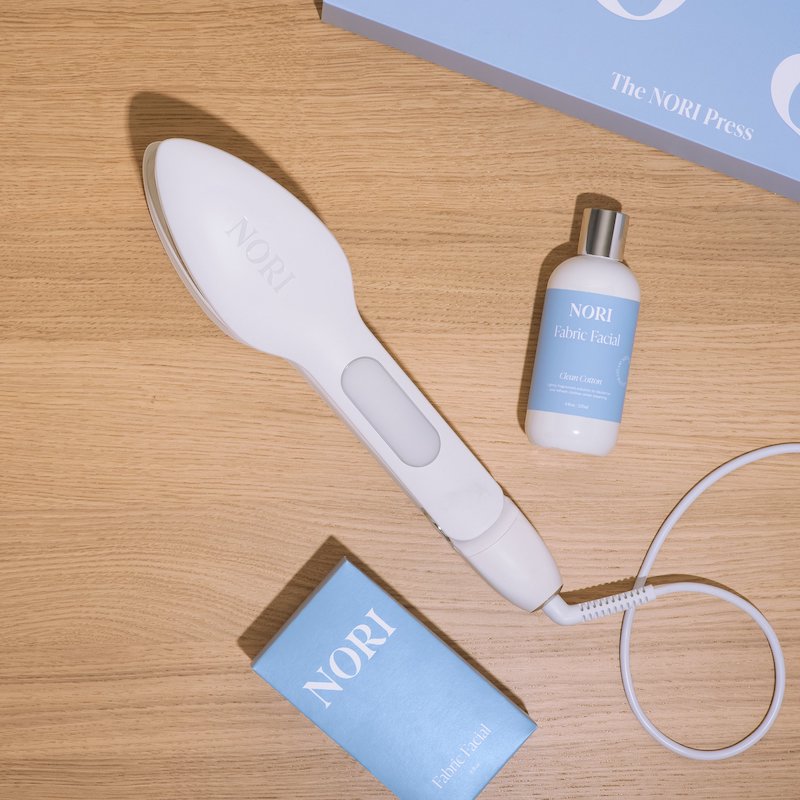 The NORI Press
NORI
NORI
Fabric Facial
Clean Cotton
NORI
Fabric Facial